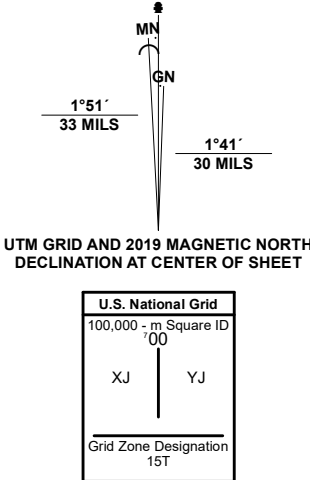 MN
GN
1°51´
33 MILS
1°41´
30 MILS
UTM GRID AND 2019 MAGNETIC NORTH
DECLINATION AT CENTER OF SHEET
U.S. National Grid
100,000 - m Square ID
⁷00
XJ YJ
Grid Zone Designation
15T